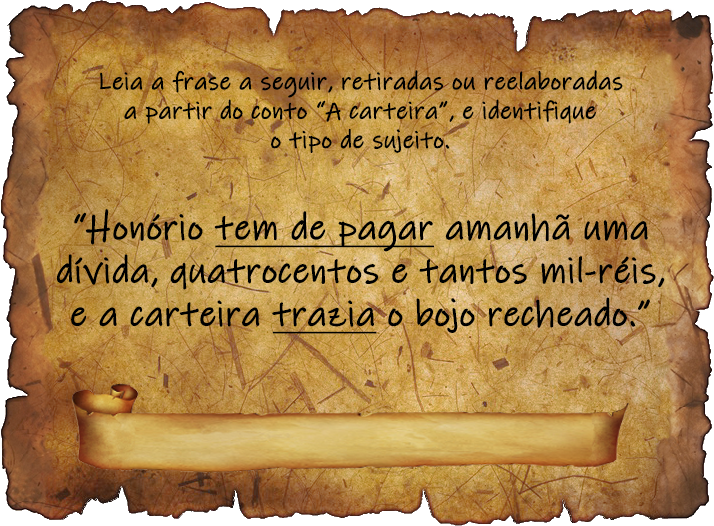 Leia a frase a seguir, retiradas ou reelaboradas
a partir do conto “A carteira”, e identifique
o tipo de sujeito.
“Honório tem de pagar amanhã uma
dívida, quatrocentos e tantos mil-réis,
e a carteira trazia o bojo recheado.”